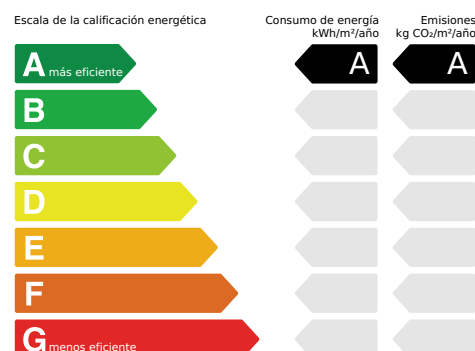 Escala de la calificación energética
Consumo de energía
kWh/m²/año
Emisiones
kg CO₂/m²/año
A más eficiente
A
A
B
C
D
E
F
G menos eficiente